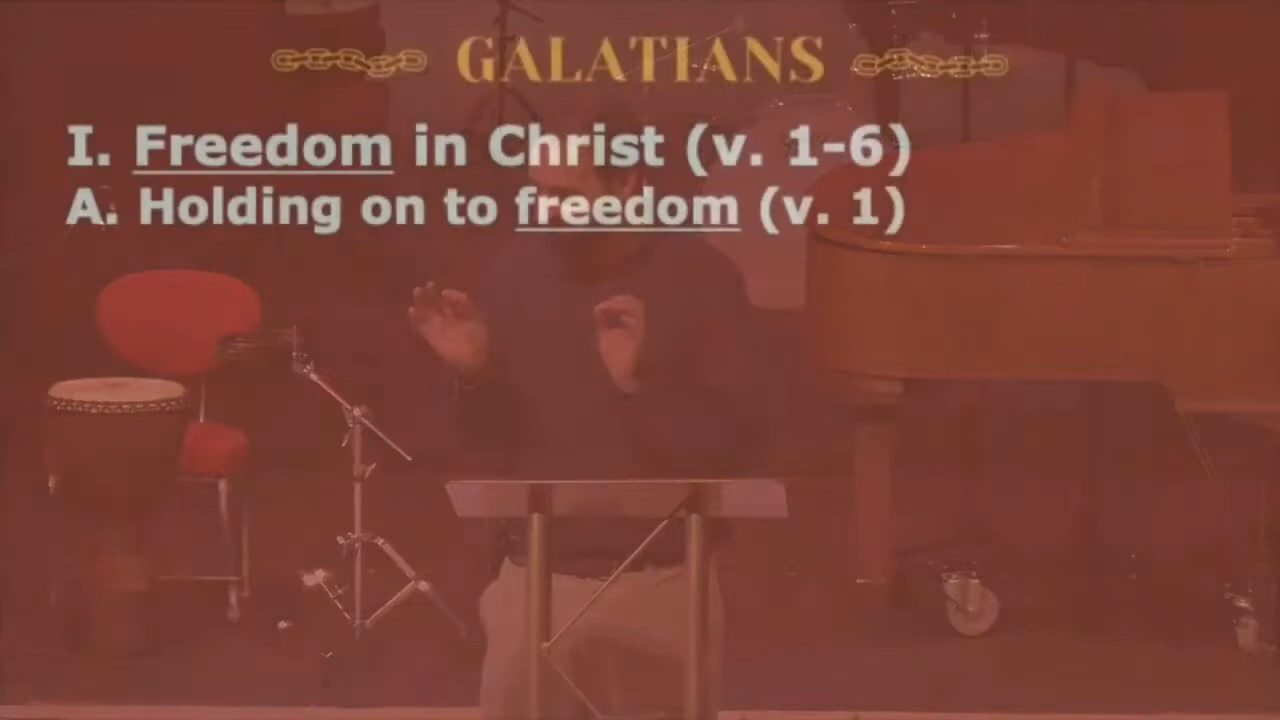 GALATIANS
I. Freedom in Christ (v. 1-6)
A. Holding on to freedom (v. 1)